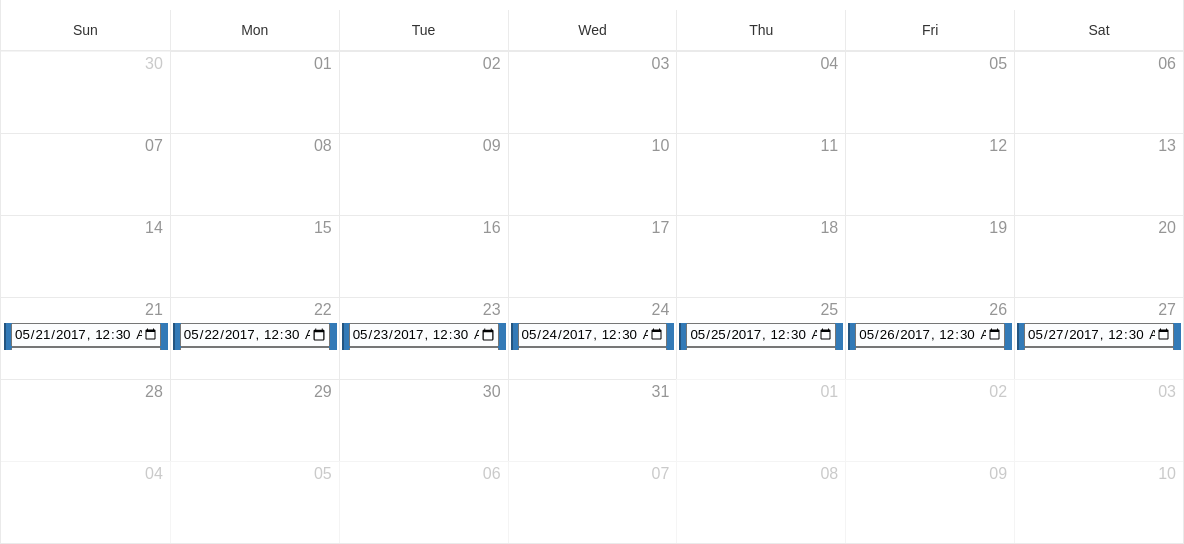 Sun Mon Tue Wed Thu Fri Sat
30 01 02 03 04 05 06
07 08 09 10 11 12 13
14 15 16 17 18 19 20
21 22 23 24 25 26 27
05/21/2017, 12:30 A 05/22/2017, 12:30 05/23/2017, 12:30 05/24/2017, 12:30 A 05/25/2017, 12:30 A 05/26/2017, 12:30 A 05/27/2017, 12:30 A
28 29 30 31 01 02 03
04 05 06 07 08 09 10